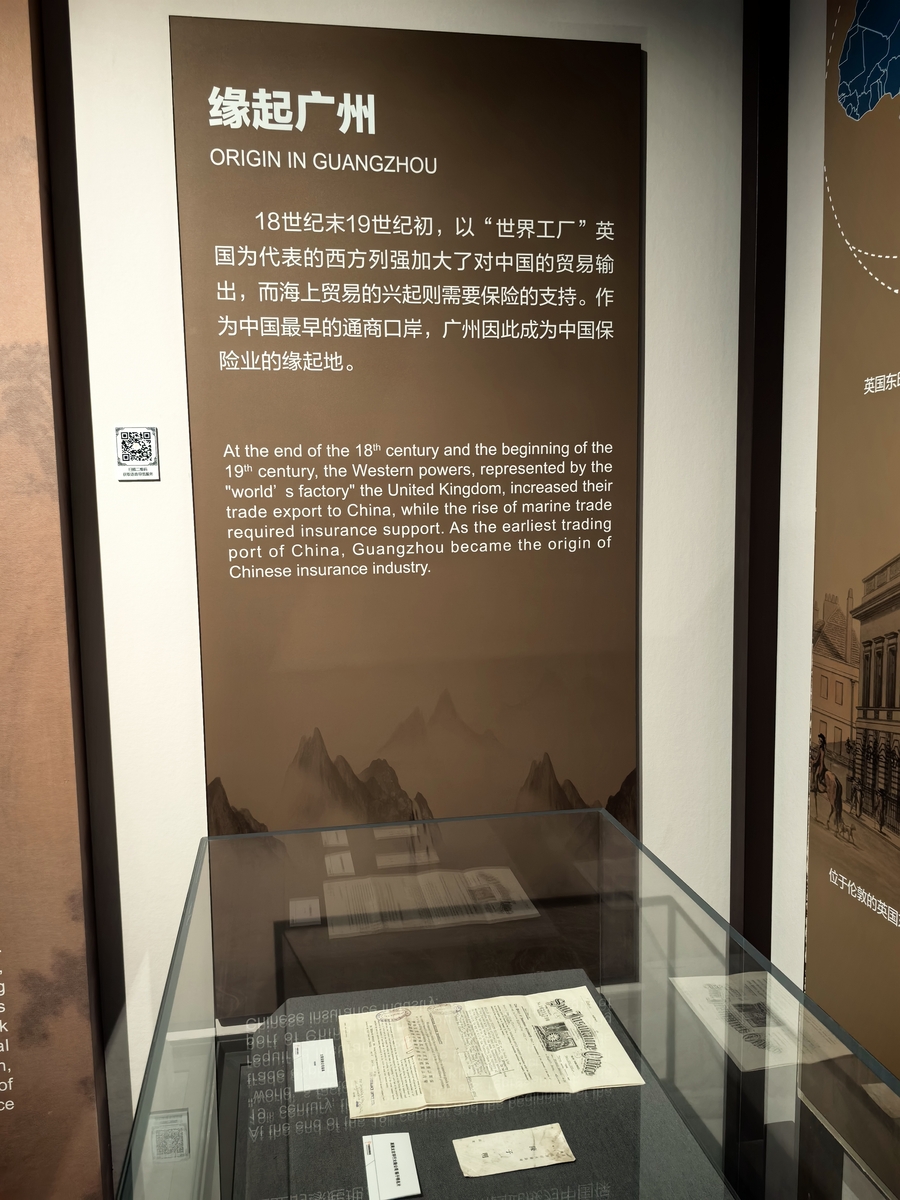 缘起广州
ORIGIN IN GUANGZHOU
18世纪末19世纪初，以“世界工厂”英
国为代表的西方列强加大了对中国的贸易输
出，而海上贸易的兴起则需要保险的支持。作
为中国最早的通商口岸，广州因此成为中国保
险业的缘起地。
At the end of the 18th century and the beginning of the
19th century, the Western powers, represented by the
"world’s factory" the United Kingdom, increased their
trade export to China, while the rise of marine trade
required insurance support. As the earliest trading
port of China, Guangzhou became the origin of
Chinese insurance industry.
英国东
位于伦敦的英国
Sun Insurance Office